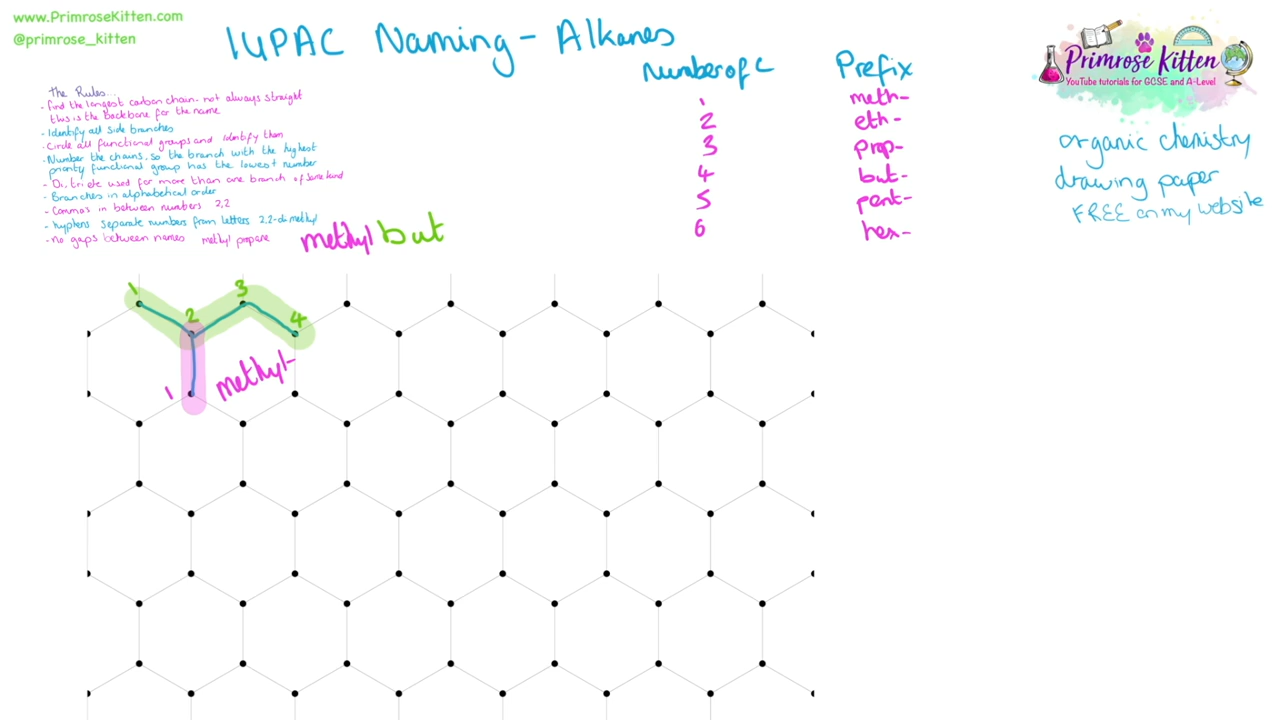 www.PrimroseKitten.com
@primrose_kitten
IUPAC Naming - Alkanes
The Rules...
- find the longest carbon chain - not always straight
this is the backbone for the name
- Identify all side branches
- Circle all functional groups and identify them
- Number the chains. So the branch with the highest
priority functional group has the lowest number
- Di, tri etc used for more than one branch of same kind
- Branches in alphabetical order
- Commas in between numbers 2,2
- hyphens separate numbers from letters 2,2-di methyl
- no gaps between names methyl propane
methyl but
Number of C Prefix
1 meth-
2 eth-
3 prop-
4 but-
5 pent-
6 hex-
Primrose Kitten
YouTube tutorials for GCSE and A-Level
organic chemistry
drawing paper
FREE on my website
1 2 3 4
1 methyl-